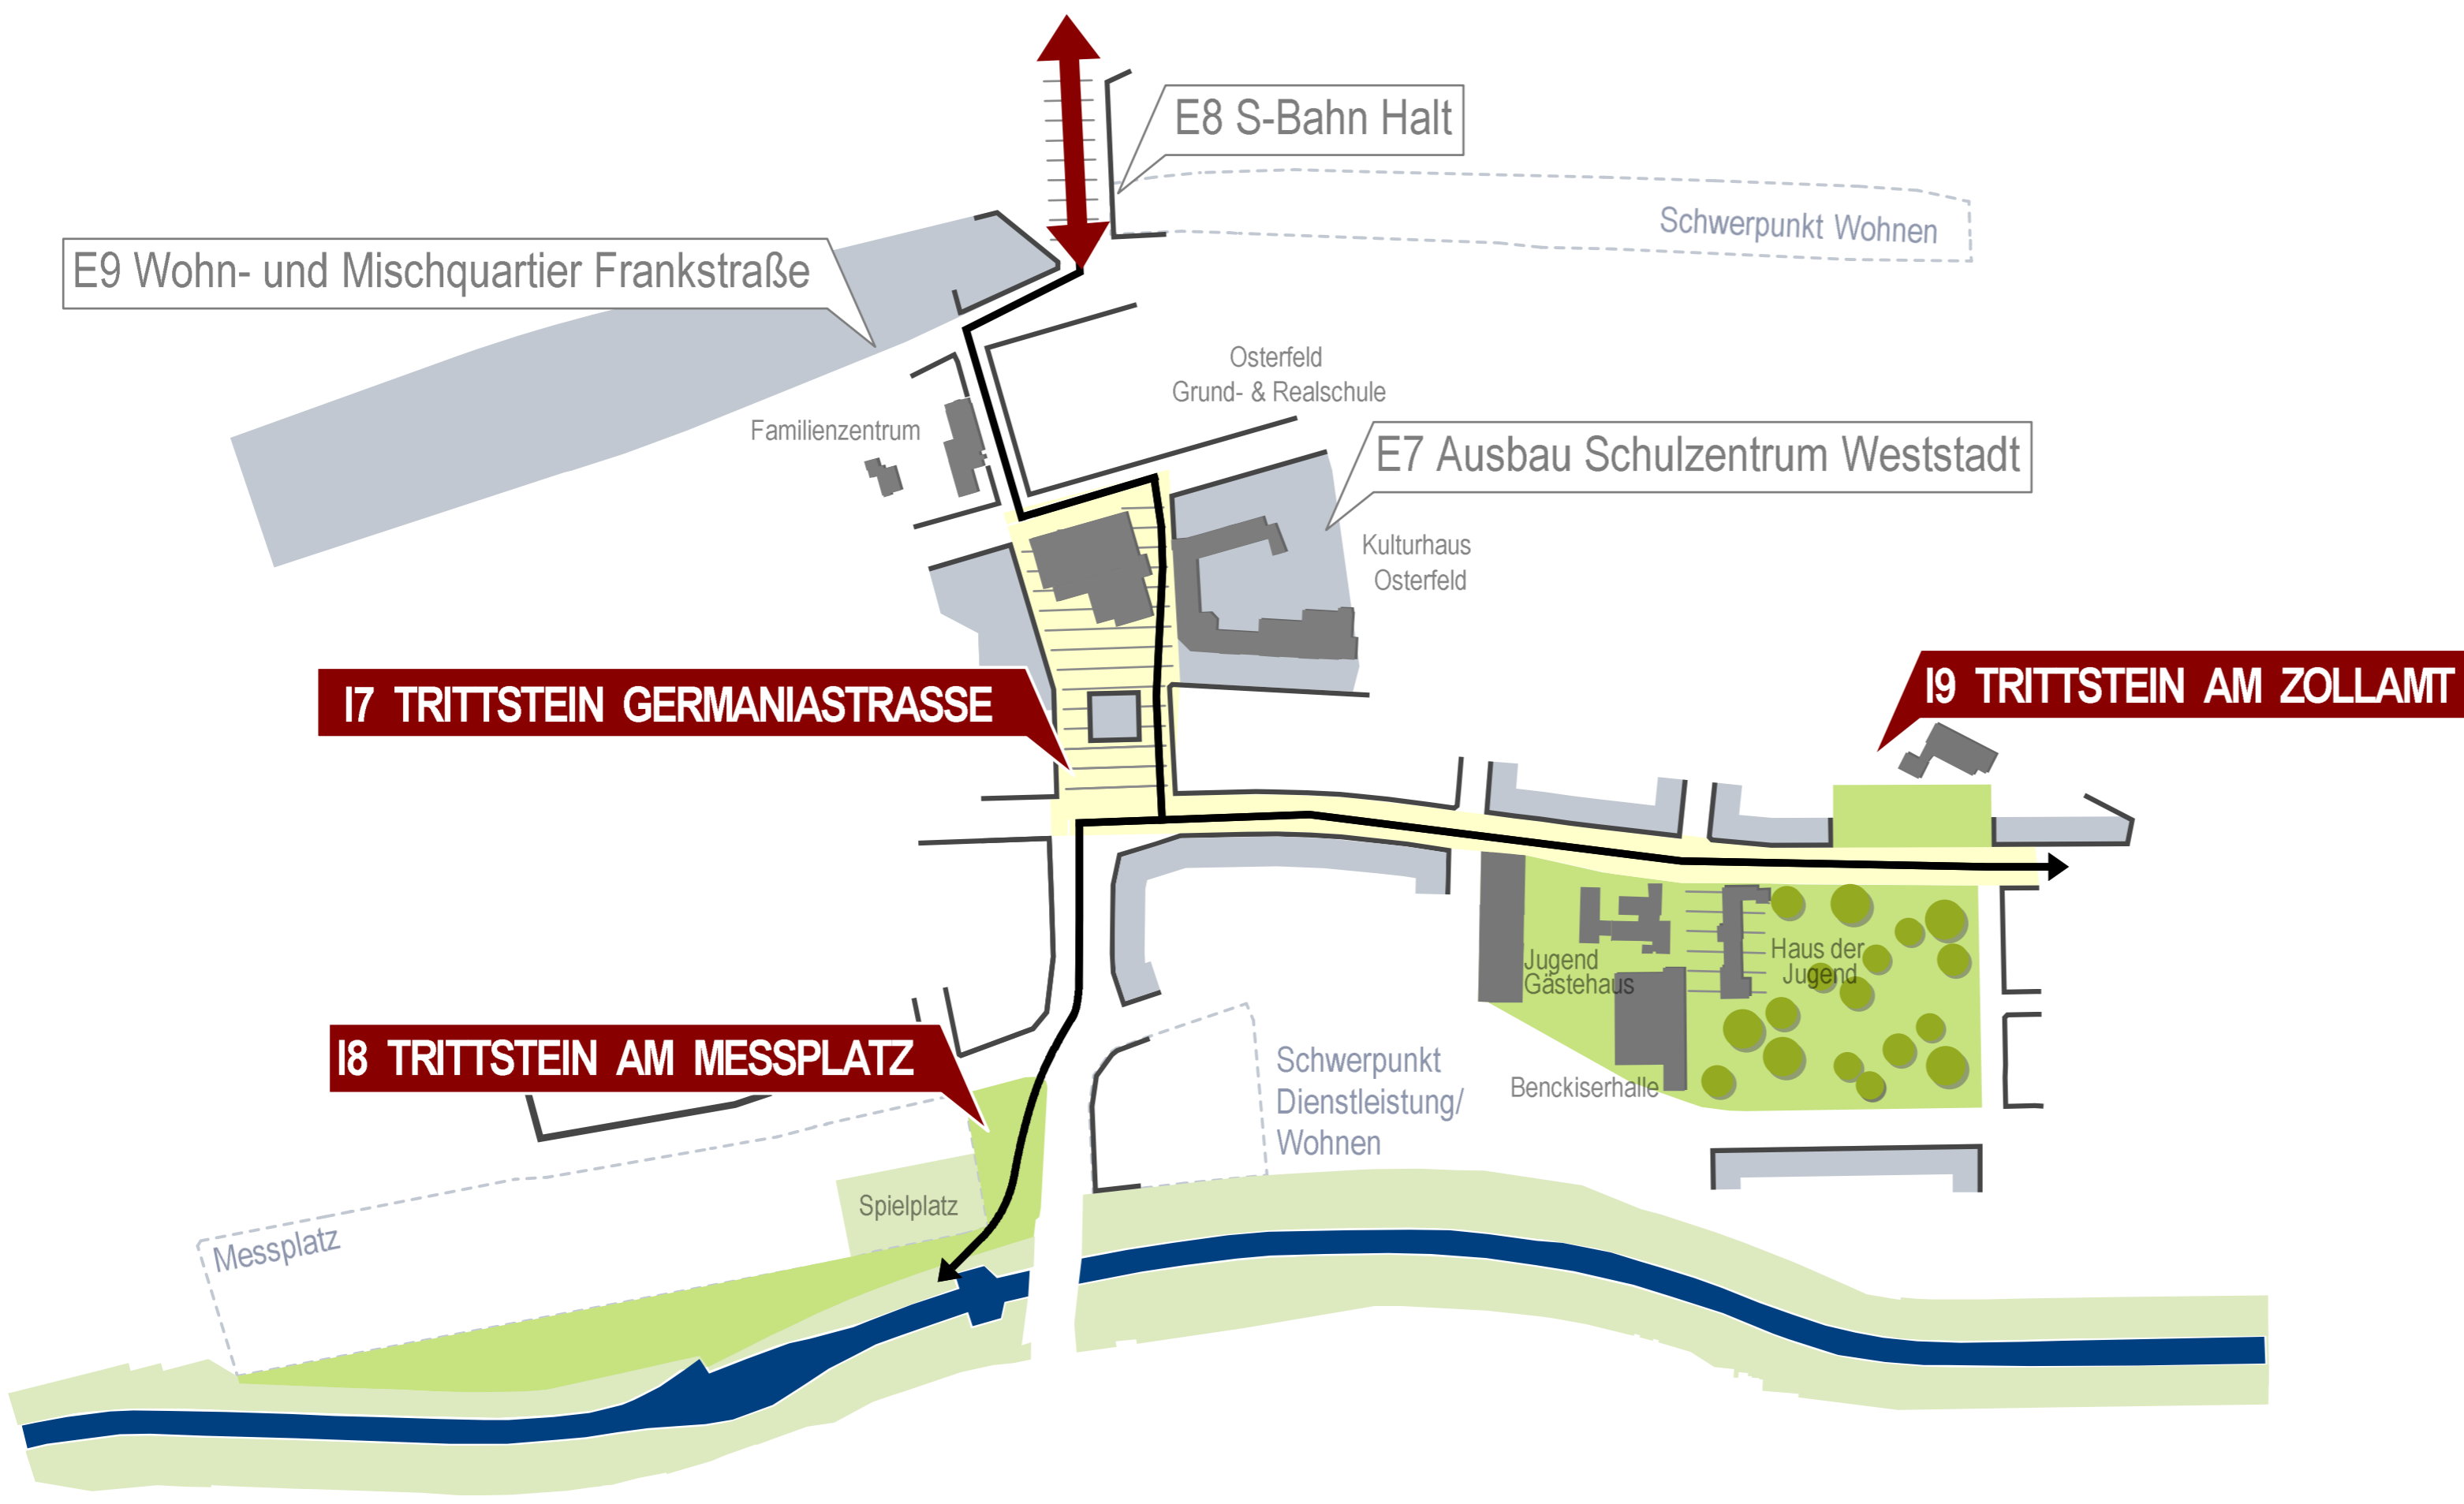 E8 S-Bahn Halt
Schwerpunkt Wohnen
E9 Wohn- und Mischquartier Frankstraße
Osterfeld
Grund- & Realschule
Familienzentrum
E7 Ausbau Schulzentrum Weststadt
Kulturhaus
Osterfeld
I7 TRITTSTEIN GERMANIASTRASSE
I9 TRITTSTEIN AM ZOLLAMT
Jugend
Gästehaus
Haus der
Jugend
I8 TRITTSTEIN AM MESSPLATZ
Schwerpunkt
Dienstleistung/
Wohnen
Benckiserhalle
Spielplatz
Messplatz